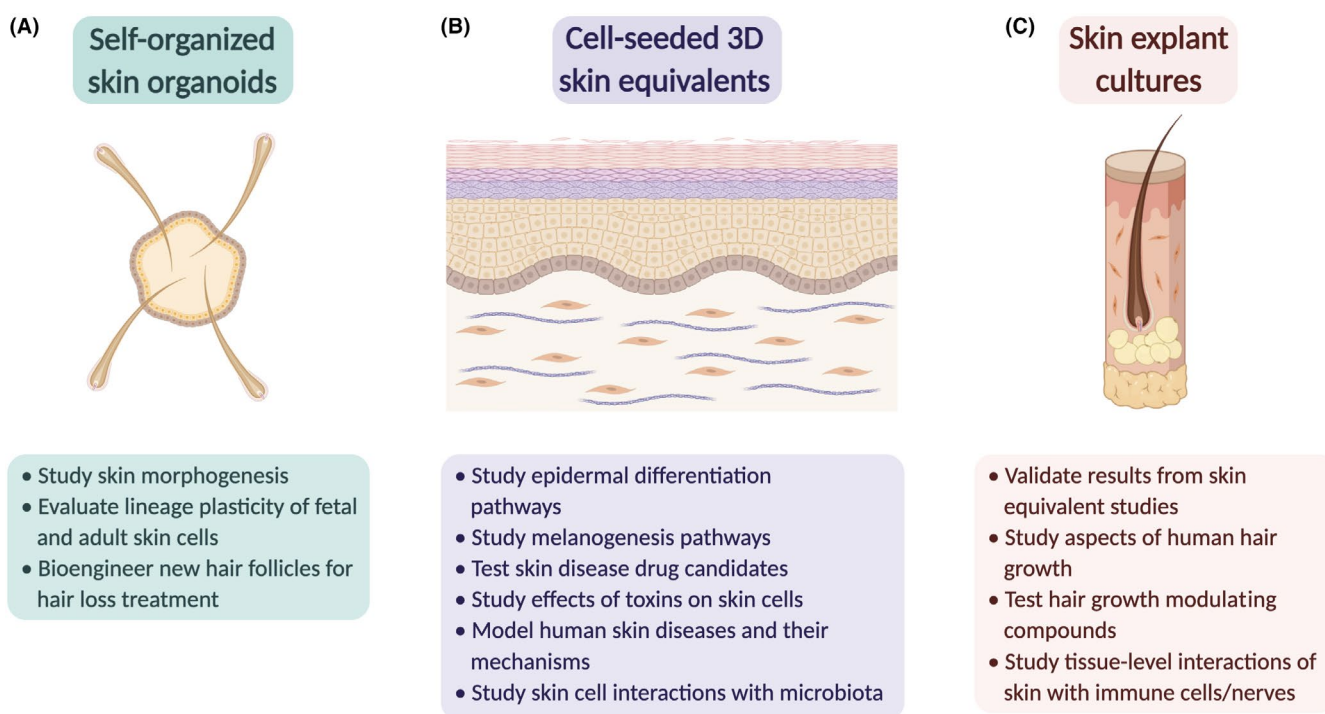 (A)
Self-organized
skin organoids
• Study skin morphogenesis
• Evaluate lineage plasticity of fetal
and adult skin cells
• Bioengineer new hair follicles for
hair loss treatment
(B)
Cell-seeded 3D
skin equivalents
• Study epidermal differentiation
pathways
• Study melanogenesis pathways
• Test skin disease drug candidates
• Study effects of toxins on skin cells
• Model human skin diseases and their
mechanisms
• Study skin cell interactions with microbiota
(C)
Skin explant
cultures
• Validate results from skin
equivalent studies
• Study aspects of human hair
growth
• Test hair growth modulating
compounds
• Study tissue-level interactions of
skin with immune cells/nerves